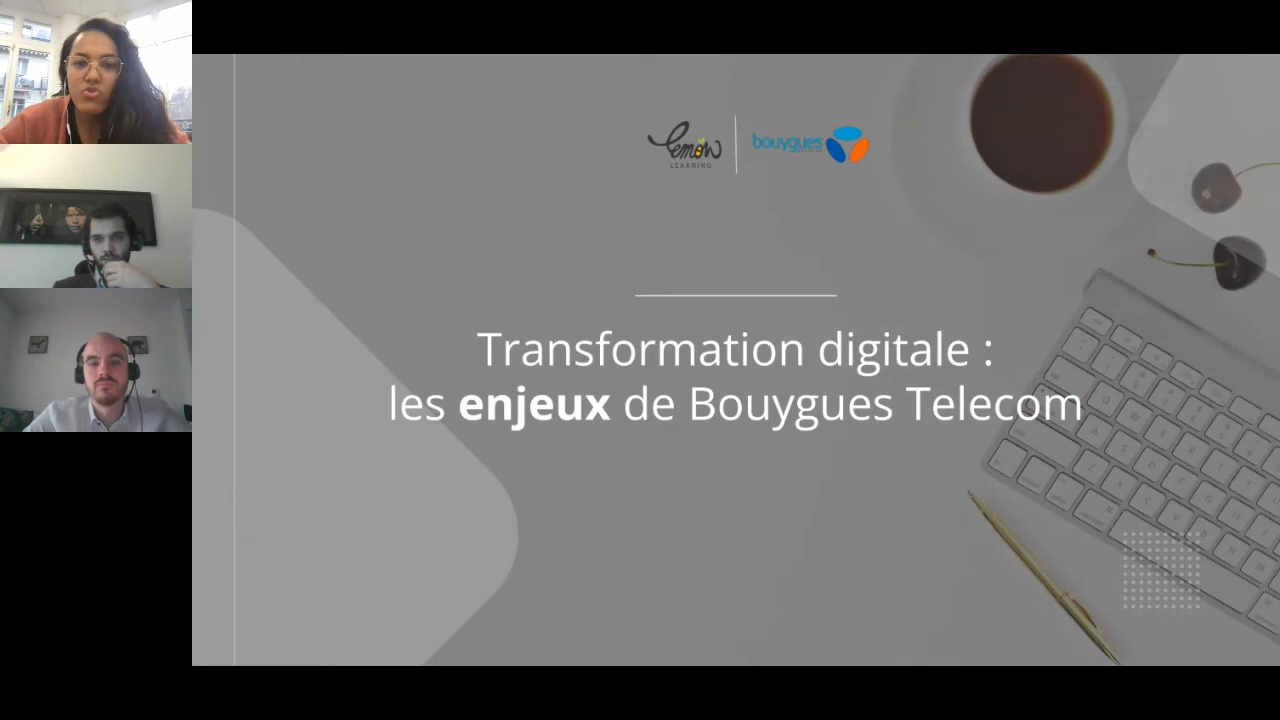 Lemon
LEARNING
bouygues
Transformation digitale :
les enjeux de Bouygues Telecom